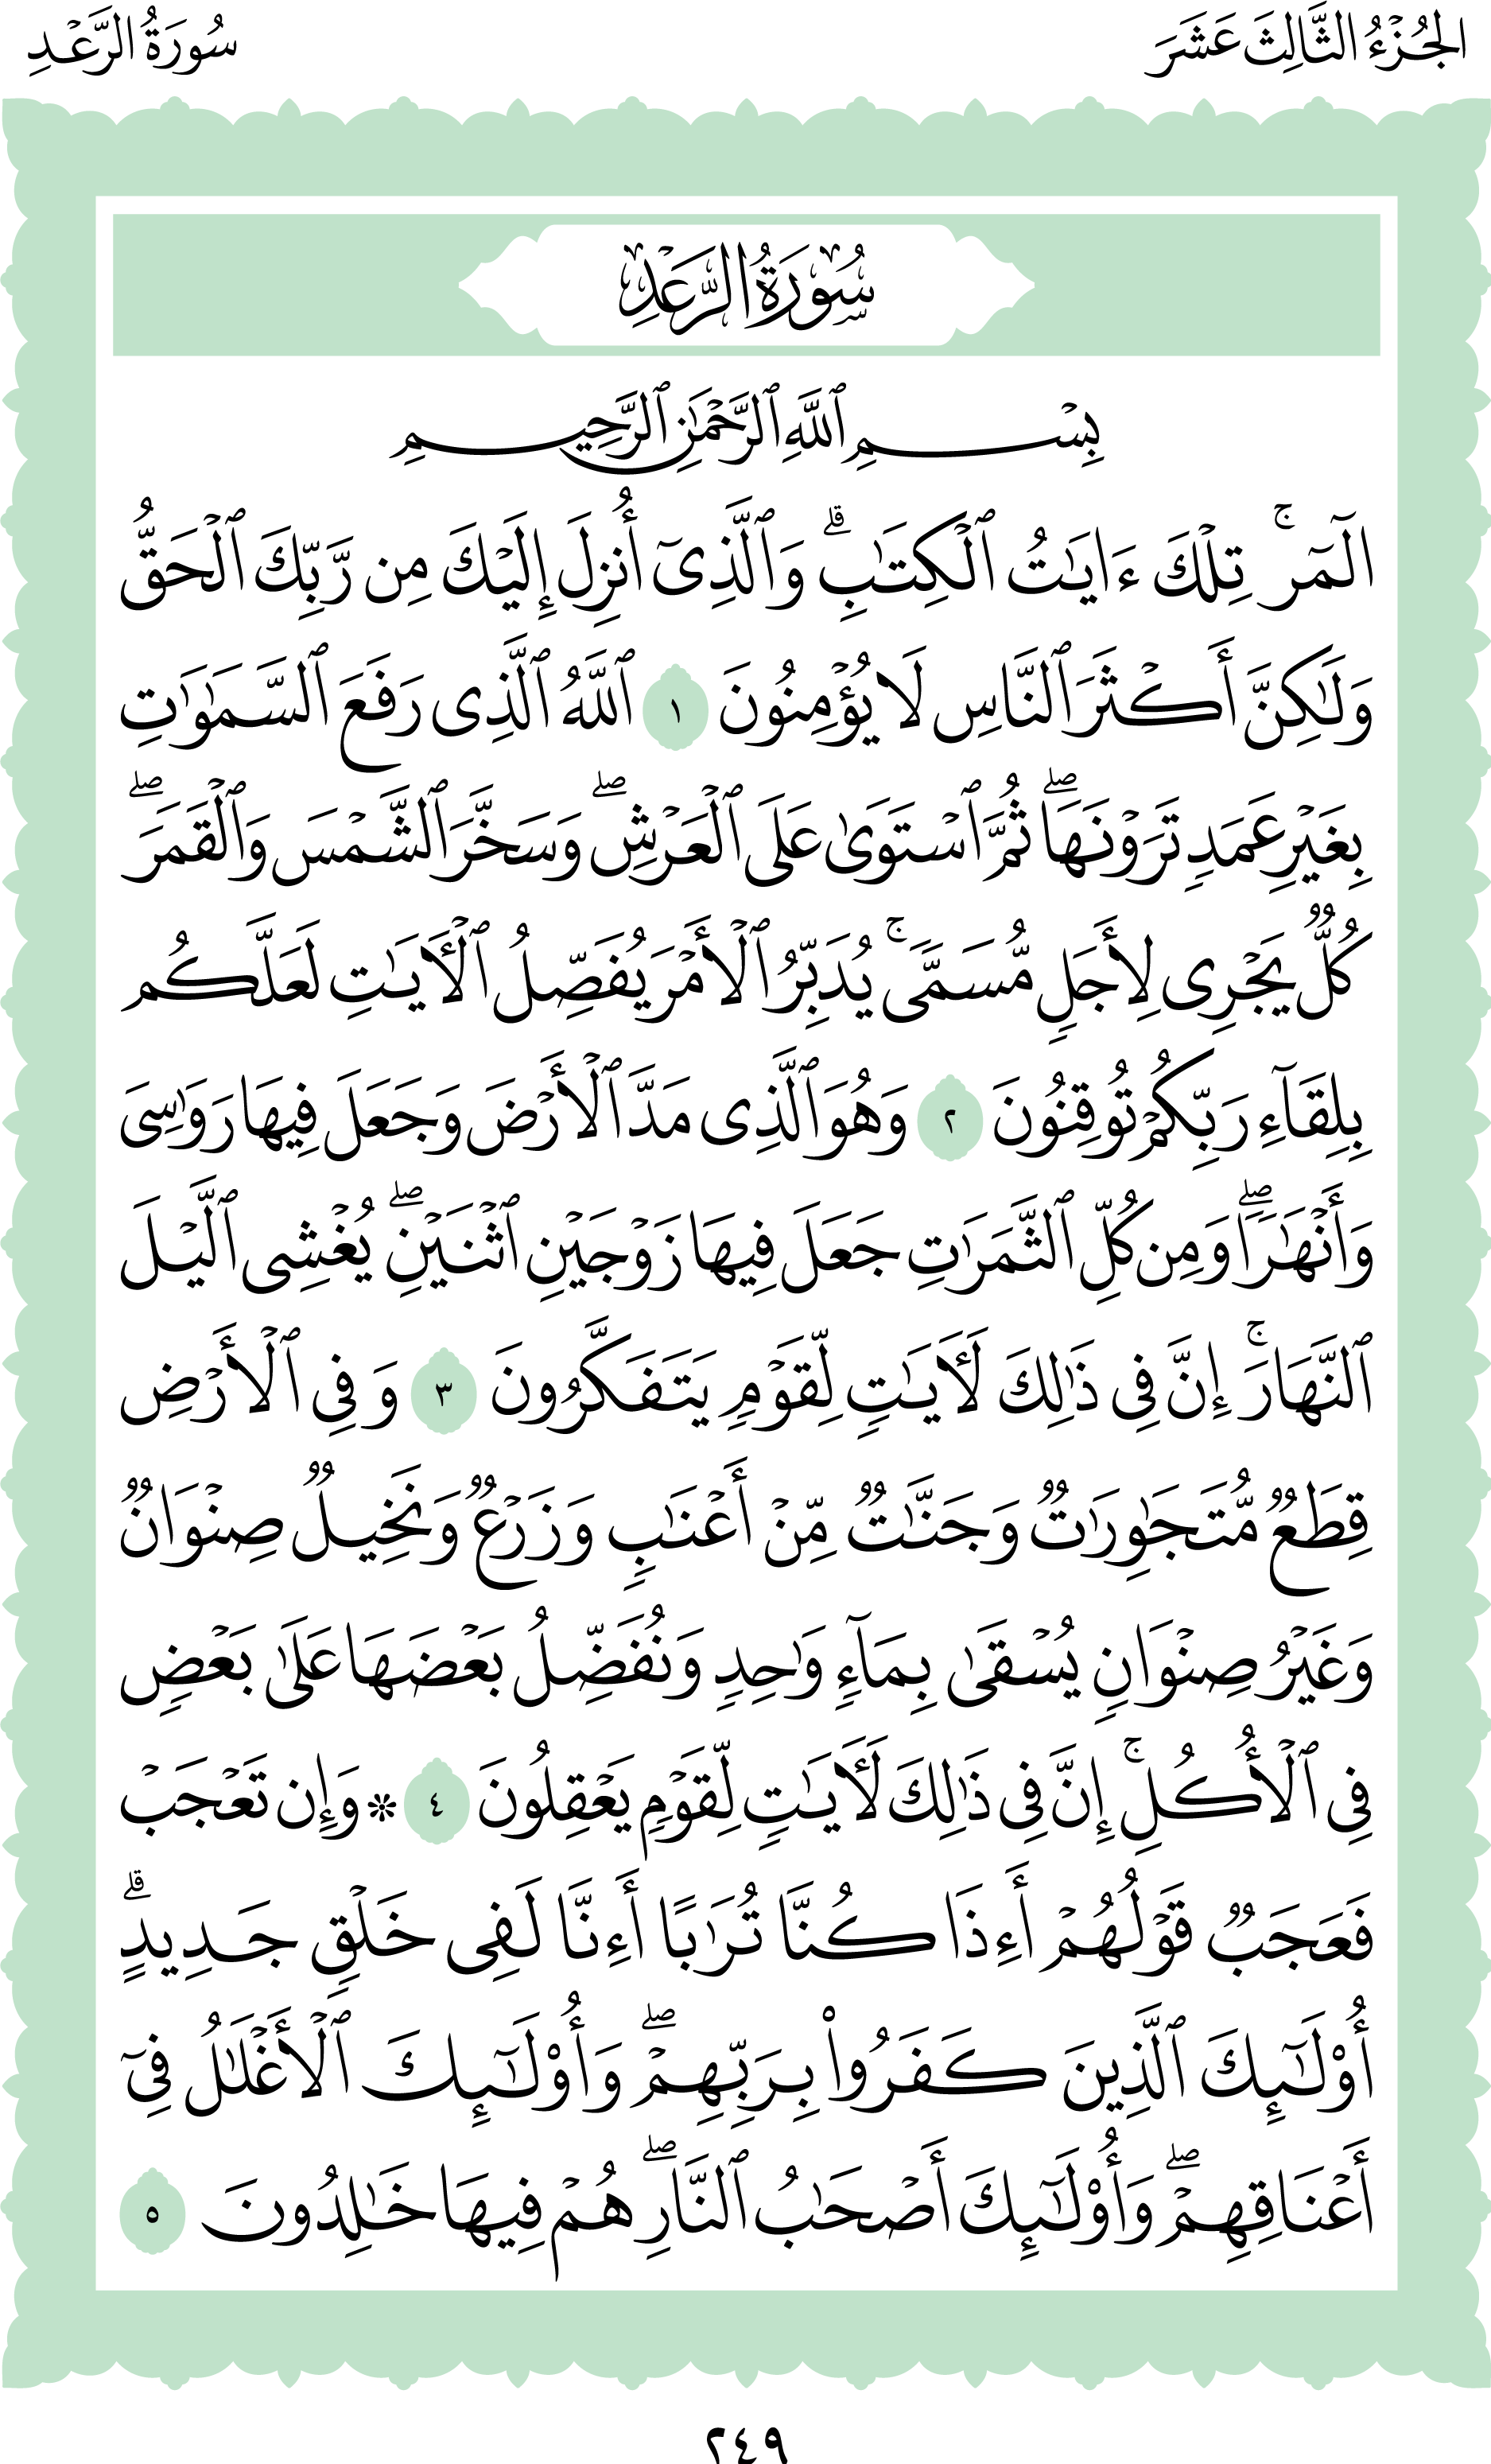 الجُزْءُ الثَّالِثَ عَشَرَ
سُورَةُ الرَّعْدِ
سُورَةُ الرَّعْدِ
بِسْمِ ٱللَّهِ ٱلرَّحْمَٰنِ ٱلرَّحِيمِ
الٓمٓرۚ تِلْكَ ءَايَٰتُ ٱلْكِتَٰبِۗ وَٱلَّذِىٓ أُنزِلَ إِلَيْكَ مِن رَّبِّكَ ٱلْحَقُّ
وَلَٰكِنَّ أَكْثَرَ ٱلنَّاسِ لَا يُؤْمِنُونَ ١ ٱللَّهُ ٱلَّذِى رَفَعَ ٱلسَّمَٰوَٰتِ
بِغَيْرِ عَمَدٍ تَرَوْنَهَاۖ ثُمَّ ٱسْتَوَىٰ عَلَى ٱلْعَرْشِۖ وَسَخَّرَ ٱلشَّمْسَ وَٱلْقَمَرَۖ
كُلٌّ يَجْرِى لِأَجَلٍ مُّسَمًّىۚ يُدَبِّرُ ٱلْأَمْرَ يُفَصِّلُ ٱلْـَٔايَٰتِ لَعَلَّكُم
بِلِقَآءِ رَبِّكُمْ تُوقِنُونَ ٢ وَهُوَ ٱلَّذِى مَدَّ ٱلْأَرْضَ وَجَعَلَ فِيهَا رَوَٰسِىَ
وَأَنْهَٰرًاۖ وَمِن كُلِّ ٱلثَّمَرَٰتِ جَعَلَ فِيهَا زَوْجَيْنِ ٱثْنَيْنِۖ يُغْشِى ٱلَّيْلَ
ٱلنَّهَارَۚ إِنَّ فِى ذَٰلِكَ لَـَٔايَٰتٍ لِّقَوْمٍ يَتَفَكَّرُونَ ٣ وَفِى ٱلْأَرْضِ
قِطَعٌ مُّتَجَٰوِرَٰتٌ وَجَنَّٰتٌ مِّنْ أَعْنَٰبٍ وَزَرْعٌ وَنَخِيلٌ صِنْوَانٌ
وَغَيْرُ صِنْوَانٍ يُسْقَىٰ بِمَآءٍ وَٰحِدٍ وَنُفَضِّلُ بَعْضَهَا عَلَىٰ بَعْضٍ
فِى ٱلْأُكُلِۚ إِنَّ فِى ذَٰلِكَ لَـَٔايَٰتٍ لِّقَوْمٍ يَعْقِلُونَ ٤ * وَإِن تَعْجَبْ
فَعَجَبٌ قَوْلُهُمْ أَءِذَا كُنَّا تُرَٰبًا أَءِنَّا لَفِى خَلْقٍ جَدِيدٍۗ
أُو۟لَٰٓئِكَ ٱلَّذِينَ كَفَرُوا۟ بِرَبِّهِمْۖ وَأُو۟لَٰٓئِكَ ٱلْأَغْلَٰلُ فِىٓ
أَعْنَاقِهِمْۖ وَأُو۟لَٰٓئِكَ أَصْحَٰبُ ٱلنَّارِۖ هُمْ فِيهَا خَٰلِدُونَ ٥
٢٤٩